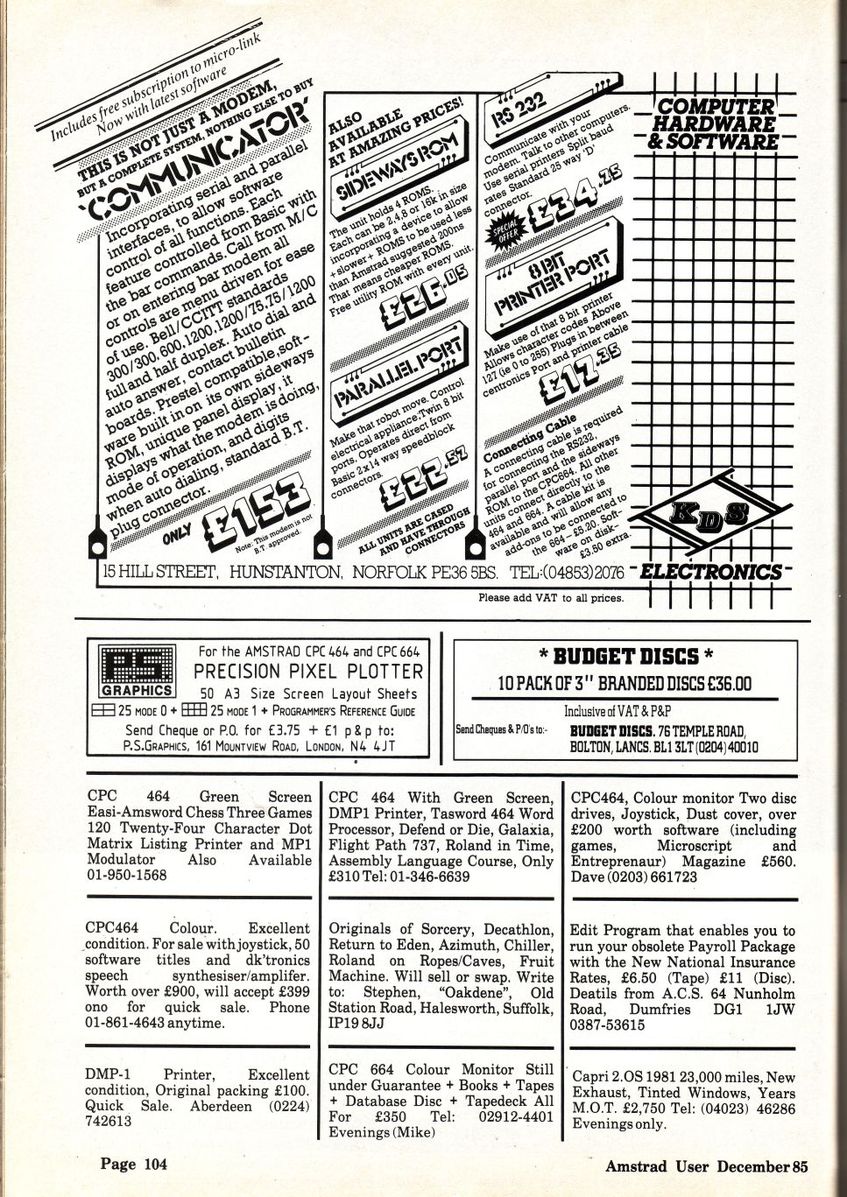 Includes free subscription to micro-link
Now with latest software
THIS IS NOT JUST A MODEM,
BUT A COMPLETE SYSTEM, NOTHING ELSE TO BUY
'COMMUNICATOR'
incorporating serial and parallel
interfaces, to allow software
control of all functions. Each
feature controlled from Basic with
the bar commands. Call from M/C
or on entering bar modem all
controls are menu driven for ease
of use. Bell/CCITT standards
300/300, 600, 1200, 1200/75, 75/1200
full and half duplex. Auto dial and
auto answer, contact bulletin
boards. Prestel compatible, soft-
ware built in on its own sideways
ROM, unique panel display, it
displays what the modem is doing,
mode of operation, and digits
when auto dialing, standard B.T.
plug connector.
ONLY £153
Note: This modem is not
B.T. approved.
ALSO
AVAILABLE
AT AMAZING PRICES!
SIDEWAYS ROM
The unit holds 4 ROMS.
Each can be 2,4,8 or 16k in size
incorporating a device to allow
+slower+ ROMS to be used less
than Amstrad suggested 200ns
That means cheaper ROMS.
Free utility ROM with every unit.
£26.05
PARALLEL PORT
Make that robot move. Control
electrical appliance, Twin 8 bit
ports. Operates direct from
Basic 2x14 way speedblock
connectors.
£22.57
ALL UNITS ARE CASED
AND HAVE THROUGH
CONNECTORS
RS 232
Communicate with your
modem. Talk to other computers.
Use serial printers Split baud
rates Standard 25 way 'D'
connector.
SPECIAL
OFFER
£34.75
8 BIT
PRINTER PORT
Make use of that 8 bit printer
Allows character codes Above
127 (ie 0 to 255) Plugs in between
centronics Port and printer cable
£17.35
Connecting Cable
A connecting cable is required
for connecting the RS232,
parallel port and the sideways
ROM to the CPC664. All other
units connect directly to the
464 and 664. A cable kit is
available and will allow any
add-ons to be connected to
the 664 – £5.20. Soft-
ware on disk –
£3.50 extra.
COMPUTER
HARDWARE
& SOFTWARE
KDS
ELECTRONICS
15 HILL STREET, HUNSTANTON, NORFOLK PE36 5BS. TEL:(04853) 2076
Please add VAT to all prices.
P.S
GRAPHICS
For the AMSTRAD CPC 464 and CPC 664
PRECISION PIXEL PLOTTER
50 A3 Size Screen Layout Sheets
25 MODE 0 + 25 MODE 1 + PROGRAMMER'S REFERENCE GUIDE
Send Cheque or P.O. for £3.75 + £1 p & p to:
P.S.GRAPHICS, 161 MOUNTVIEW ROAD, LONDON, N4 4JT
* BUDGET DISCS *
10 PACK OF 3" BRANDED DISCS £36.00
Inclusive of VAT & P&P
Send Cheques & P/O's to:- BUDGET DISCS. 76 TEMPLE ROAD,
BOLTON, LANCS. BL1 3LT (0204) 40010
CPC 464 Green Screen
Easi-Amsword Chess Three Games
120 Twenty-Four Character Dot
Matrix Listing Printer and MP1
Modulator Also Available
01-950-1568
CPC464 Colour. Excellent
condition. For sale with joystick, 50
software titles and dk'tronics
speech synthesiser/amplifer.
Worth over £900, will accept £399
ono for quick sale. Phone
01-861-4643 anytime.
DMP-1 Printer, Excellent
condition, Original packing £100.
Quick Sale. Aberdeen (0224)
742613
CPC 464 With Green Screen,
DMP1 Printer, Tasword 464 Word
Processor, Defend or Die, Galaxia,
Flight Path 737, Roland in Time,
Assembly Language Course, Only
£310 Tel: 01-346-6639
Originals of Sorcery, Decathlon,
Return to Eden, Azimuth, Chiller,
Roland on Ropes/Caves, Fruit
Machine. Will sell or swap. Write
to: Stephen, "Oakdene", Old
Station Road, Halesworth, Suffolk,
IP19 8JJ
CPC 664 Colour Monitor Still
under Guarantee + Books + Tapes
+ Database Disc + Tapedeck All
For £350 Tel: 02912-4401
Evenings (Mike)
CPC464, Colour monitor Two disc
drives, Joystick, Dust cover, over
£200 worth software (including
games, Microscript and
Entreprenaur) Magazine £560.
Dave (0203) 661723
Edit Program that enables you to
run your obsolete Payroll Package
with the New National Insurance
Rates, £6.50 (Tape) £11 (Disc).
Deatils from A.C.S. 64 Nunholm
Road, Dumfries DG1 1JW
0387-53615
Capri 2.OS 1981 23,000 miles, New
Exhaust, Tinted Windows, Years
M.O.T. £2,750 Tel: (04023) 46286
Evenings only.
Page 104
Amstrad User December 85